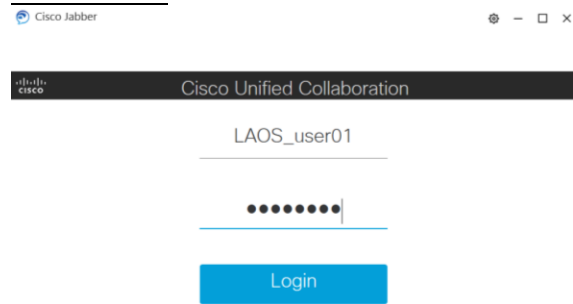 Cisco Jabber
CISCO
Cisco Unified Collaboration
LAOS_user01
●●●●●●●●
Login